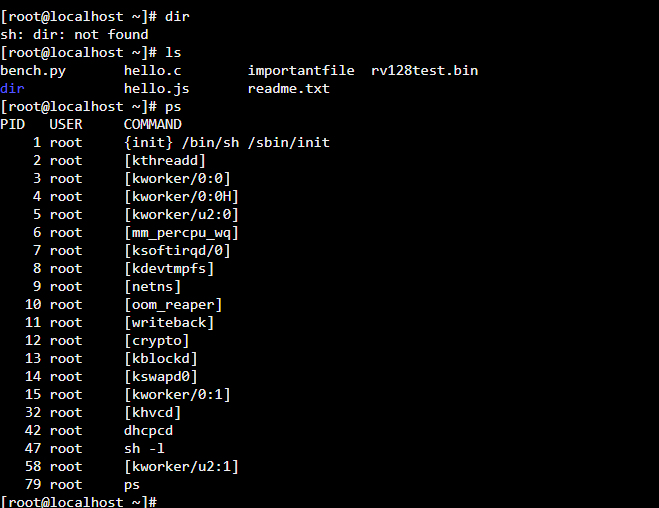 [root@localhost ~]# dir
sh: dir: not found
[root@localhost ~]# ls
bench.py       hello.c        importantfile  rv128test.bin
dir            hello.js       readme.txt
[root@localhost ~]# ps
PID   USER     COMMAND
    1 root     {init} /bin/sh /sbin/init
    2 root     [kthreadd]
    3 root     [kworker/0:0]
    4 root     [kworker/0:0H]
    5 root     [kworker/u2:0]
    6 root     [mm_percpu_wq]
    7 root     [ksoftirqd/0]
    8 root     [kdevtmpfs]
    9 root     [netns]
   10 root     [oom_reaper]
   11 root     [writeback]
   12 root     [crypto]
   13 root     [kblockd]
   14 root     [kswapd0]
   15 root     [kworker/0:1]
   32 root     [khvcd]
   42 root     dhcpcd
   47 root     sh -l
   58 root     [kworker/u2:1]
   79 root     ps
[root@localhost ~]#